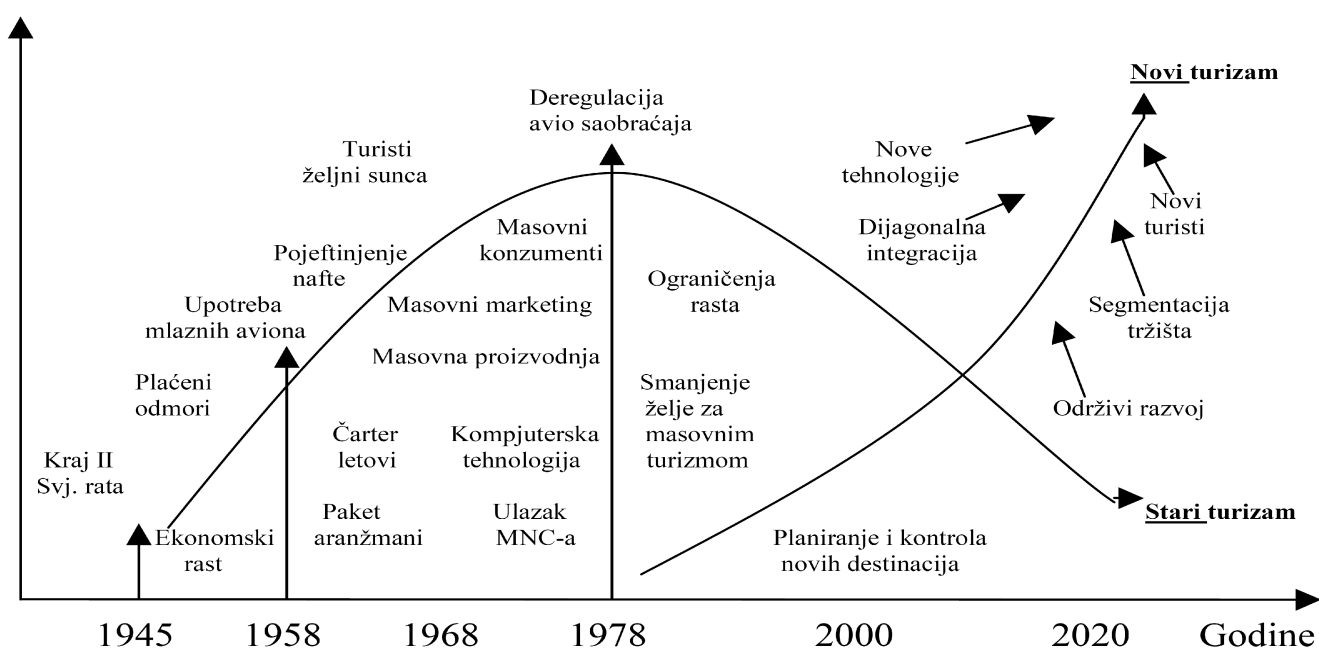 Novi turizam
Deregulacija
avio saobraćaja
Turisti
željni sunca
Nove
tehnologije
Novi
turisti
Masovni
konzumenti
Dijagonalna
integracija
Pojeftinjenje
nafte
Ograničenja
rasta
Upotreba
mlaznih aviona
Masovni marketing
Segmentacija
tržišta
Masovna proizvodnja
Plaćeni
odmori
Smanjenje
želje za
masovnim
turizmom
Održivi razvoj
Čarter
letovi
Kompjuterska
tehnologija
Kraj II
Svj. rata
Stari turizam
Ekonomski
rast
Paket
aranžmani
Ulazak
MNC-a
Planiranje i kontrola
novih destinacija
1945 1958 1968 1978 2000 2020 Godine